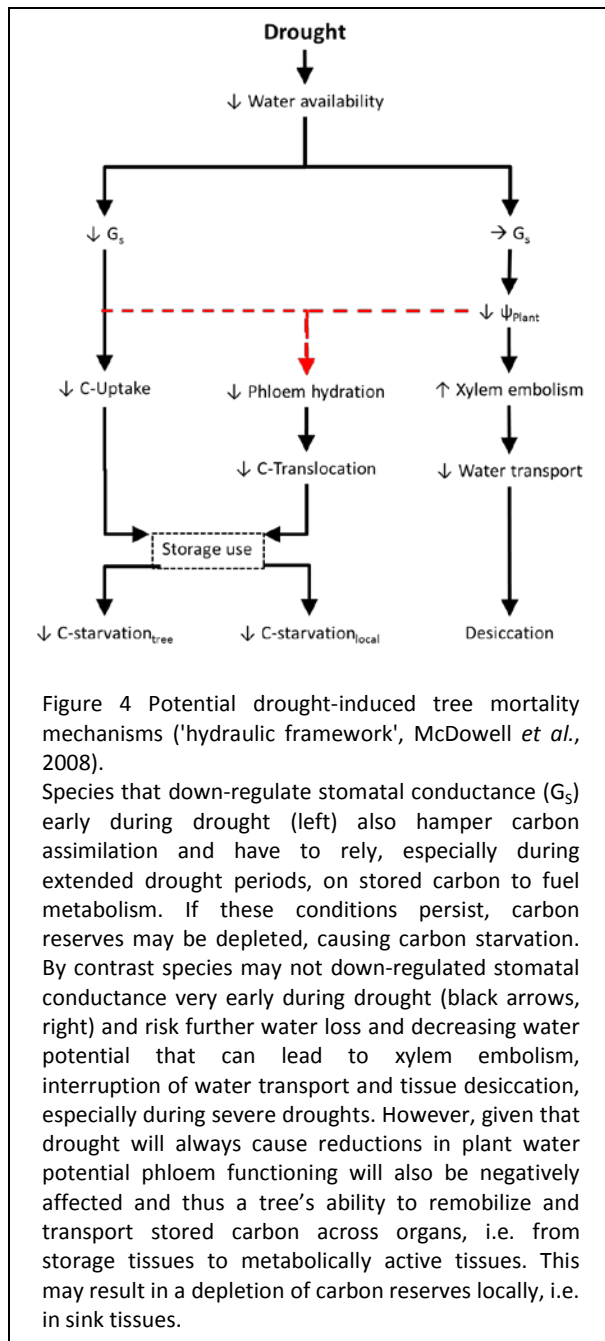 Drought
↓ Water availability
↓ Gs
→ Gs
↓ ψPlant
↓ C-Uptake
↓ Phloem hydration
↑ Xylem embolism
↓ C-Translocation
↓ Water transport
Storage use
↓ C-starvationtree
↓ C-starvationlocal
Desiccation
Figure 4 Potential drought-induced tree mortality
mechanisms ('hydraulic framework', McDowell et al.,
2008).
Species that down-regulate stomatal conductance (GS)
early during drought (left) also hamper carbon
assimilation and have to rely, especially during
extended drought periods, on stored carbon to fuel
metabolism. If these conditions persist, carbon
reserves may be depleted, causing carbon starvation.
By contrast species may not down-regulated stomatal
conductance very early during drought (black arrows,
right) and risk further water loss and decreasing water
potential that can lead to xylem embolism,
interruption of water transport and tissue desiccation,
especially during severe droughts. However, given that
drought will always cause reductions in plant water
potential phloem functioning will also be negatively
affected and thus a tree's ability to remobilize and
transport stored carbon across organs, i.e. from
storage tissues to metabolically active tissues. This
may result in a depletion of carbon reserves locally, i.e.
in sink tissues.